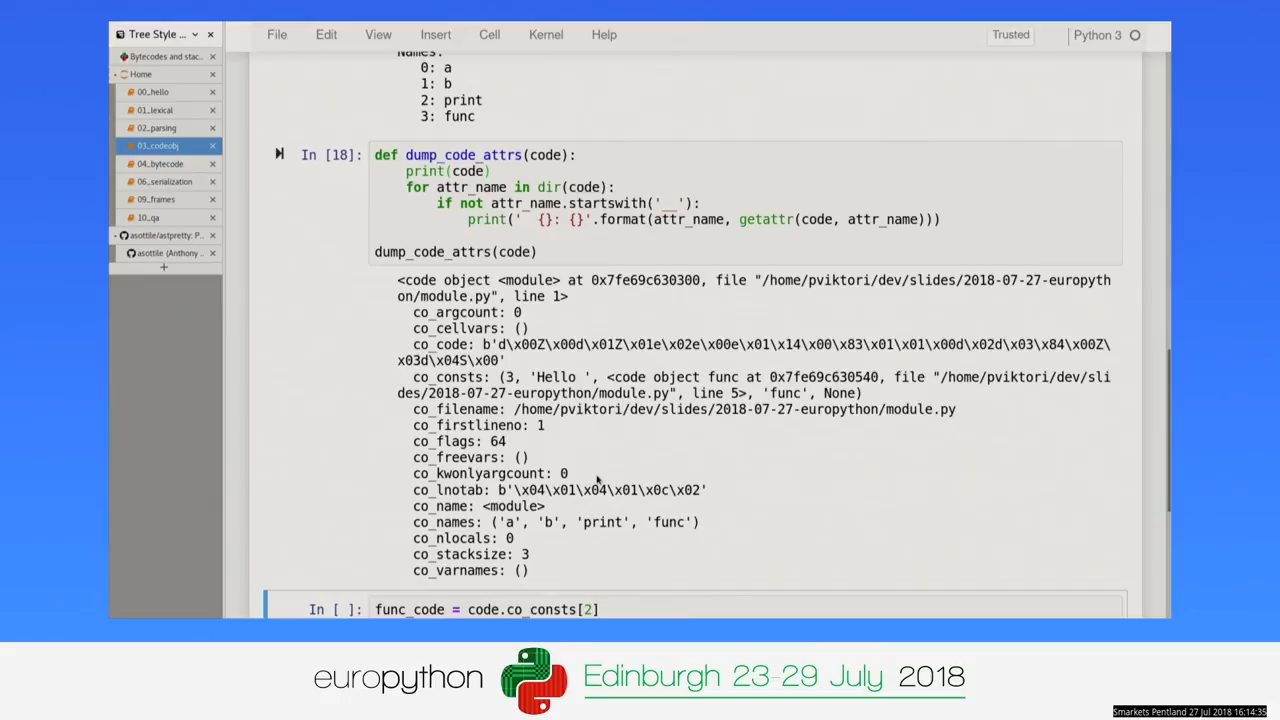 Tree Style ...
File Edit View Insert Cell Kernel Help
Trusted
Python 3
Bytecodes and stac..
Home
00_hello
01_lexical
02_parsing
03_codeobj
04_bytecode
06_serialization
09_frames
10_qa
asottile/astpretty: P..
asottile (Anthony ..
+
Names:
0: a
1: b
2: print
3: func
In [18]:
def dump_code_attrs(code):
print(code)
for attr_name in dir(code):
if not attr_name.startswith('__'):
print('  {}: {}'.format(attr_name, getattr(code, attr_name)))
dump_code_attrs(code)
<code object <module> at 0x7fe69c630300, file "/home/pviktori/dev/slides/2018-07-27-europyth
on/module.py", line 1>
co_argcount: 0
co_cellvars: ()
co_code: b'd\x00Z\x00d\x01Z\x01e\x02e\x00e\x01\x14\x00\x83\x01\x01\x00d\x02d\x03\x84\x00Z\
x03d\x04S\x00'
co_consts: (3, 'Hello ', <code object func at 0x7fe69c630540, file "/home/pviktori/dev/sli
des/2018-07-27-europython/module.py", line 5>, 'func', None)
co_filename: /home/pviktori/dev/slides/2018-07-27-europython/module.py
co_firstlineno: 1
co_flags: 64
co_freevars: ()
co_kwonlyargcount: 0
co_lnotab: b'\x04\x01\x04\x01\x0c\x02'
co_name: <module>
co_names: ('a', 'b', 'print', 'func')
co_nlocals: 0
co_stacksize: 3
co_varnames: ()
In [ ]:
func_code = code.co_consts[2]
europython
Edinburgh 23-29 July 2018
Smarkets Pentland 27 Jul 2018 16:14:35